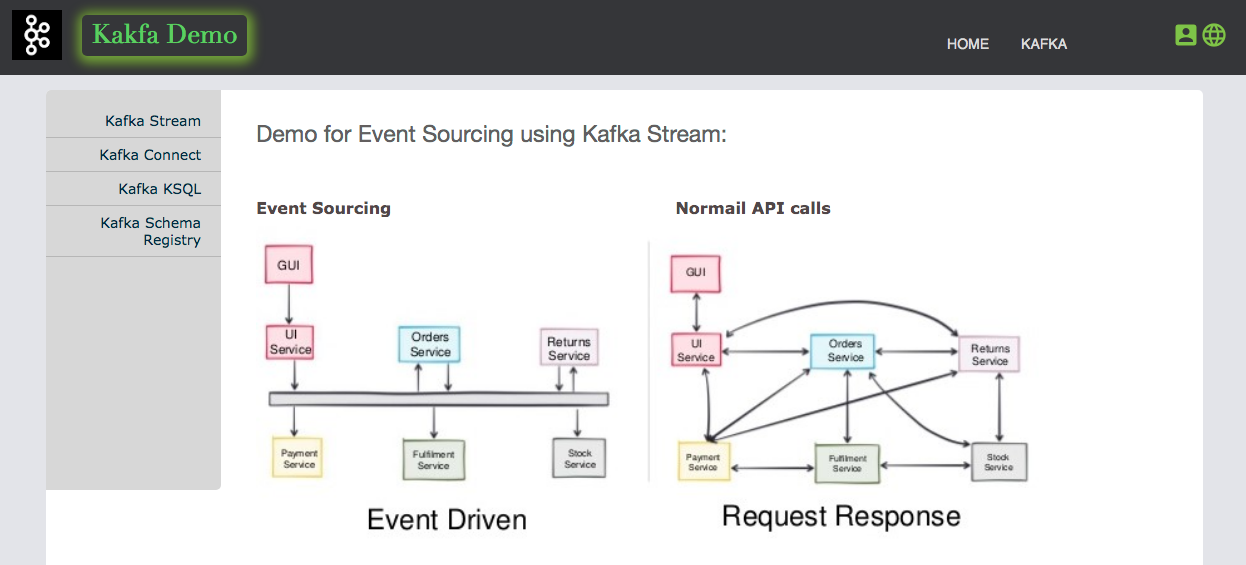 Kakfa Demo
HOME
KAFKA
Kafka Stream
Kafka Connect
Kafka KSQL
Kafka Schema
Registry
Demo for Event Sourcing using Kafka Stream:
Event Sourcing
GUI
UI
Service
Orders
Service
Returns
Service
Payment
Service
Fulfilment
Service
Stock
Service
Event Driven
Normail API calls
GUI
UI
Service
Orders
Service
Returns
Service
Payment
Service
Fulfilment
Service
Stock
Service
Request Response